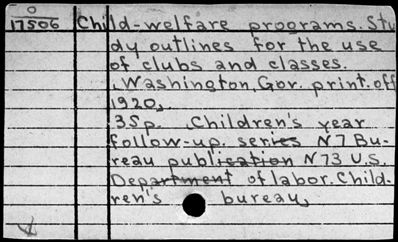 O
17506 Child-welfare programs. Stu
dy outlines for the use
of clubs and classes.
Washington, Gov. print. off
1920.
35p. Children's year
follow-up. series N7 Bu-
reau publication N73 U.S.
Department of labor. Child-
ren's bureau,